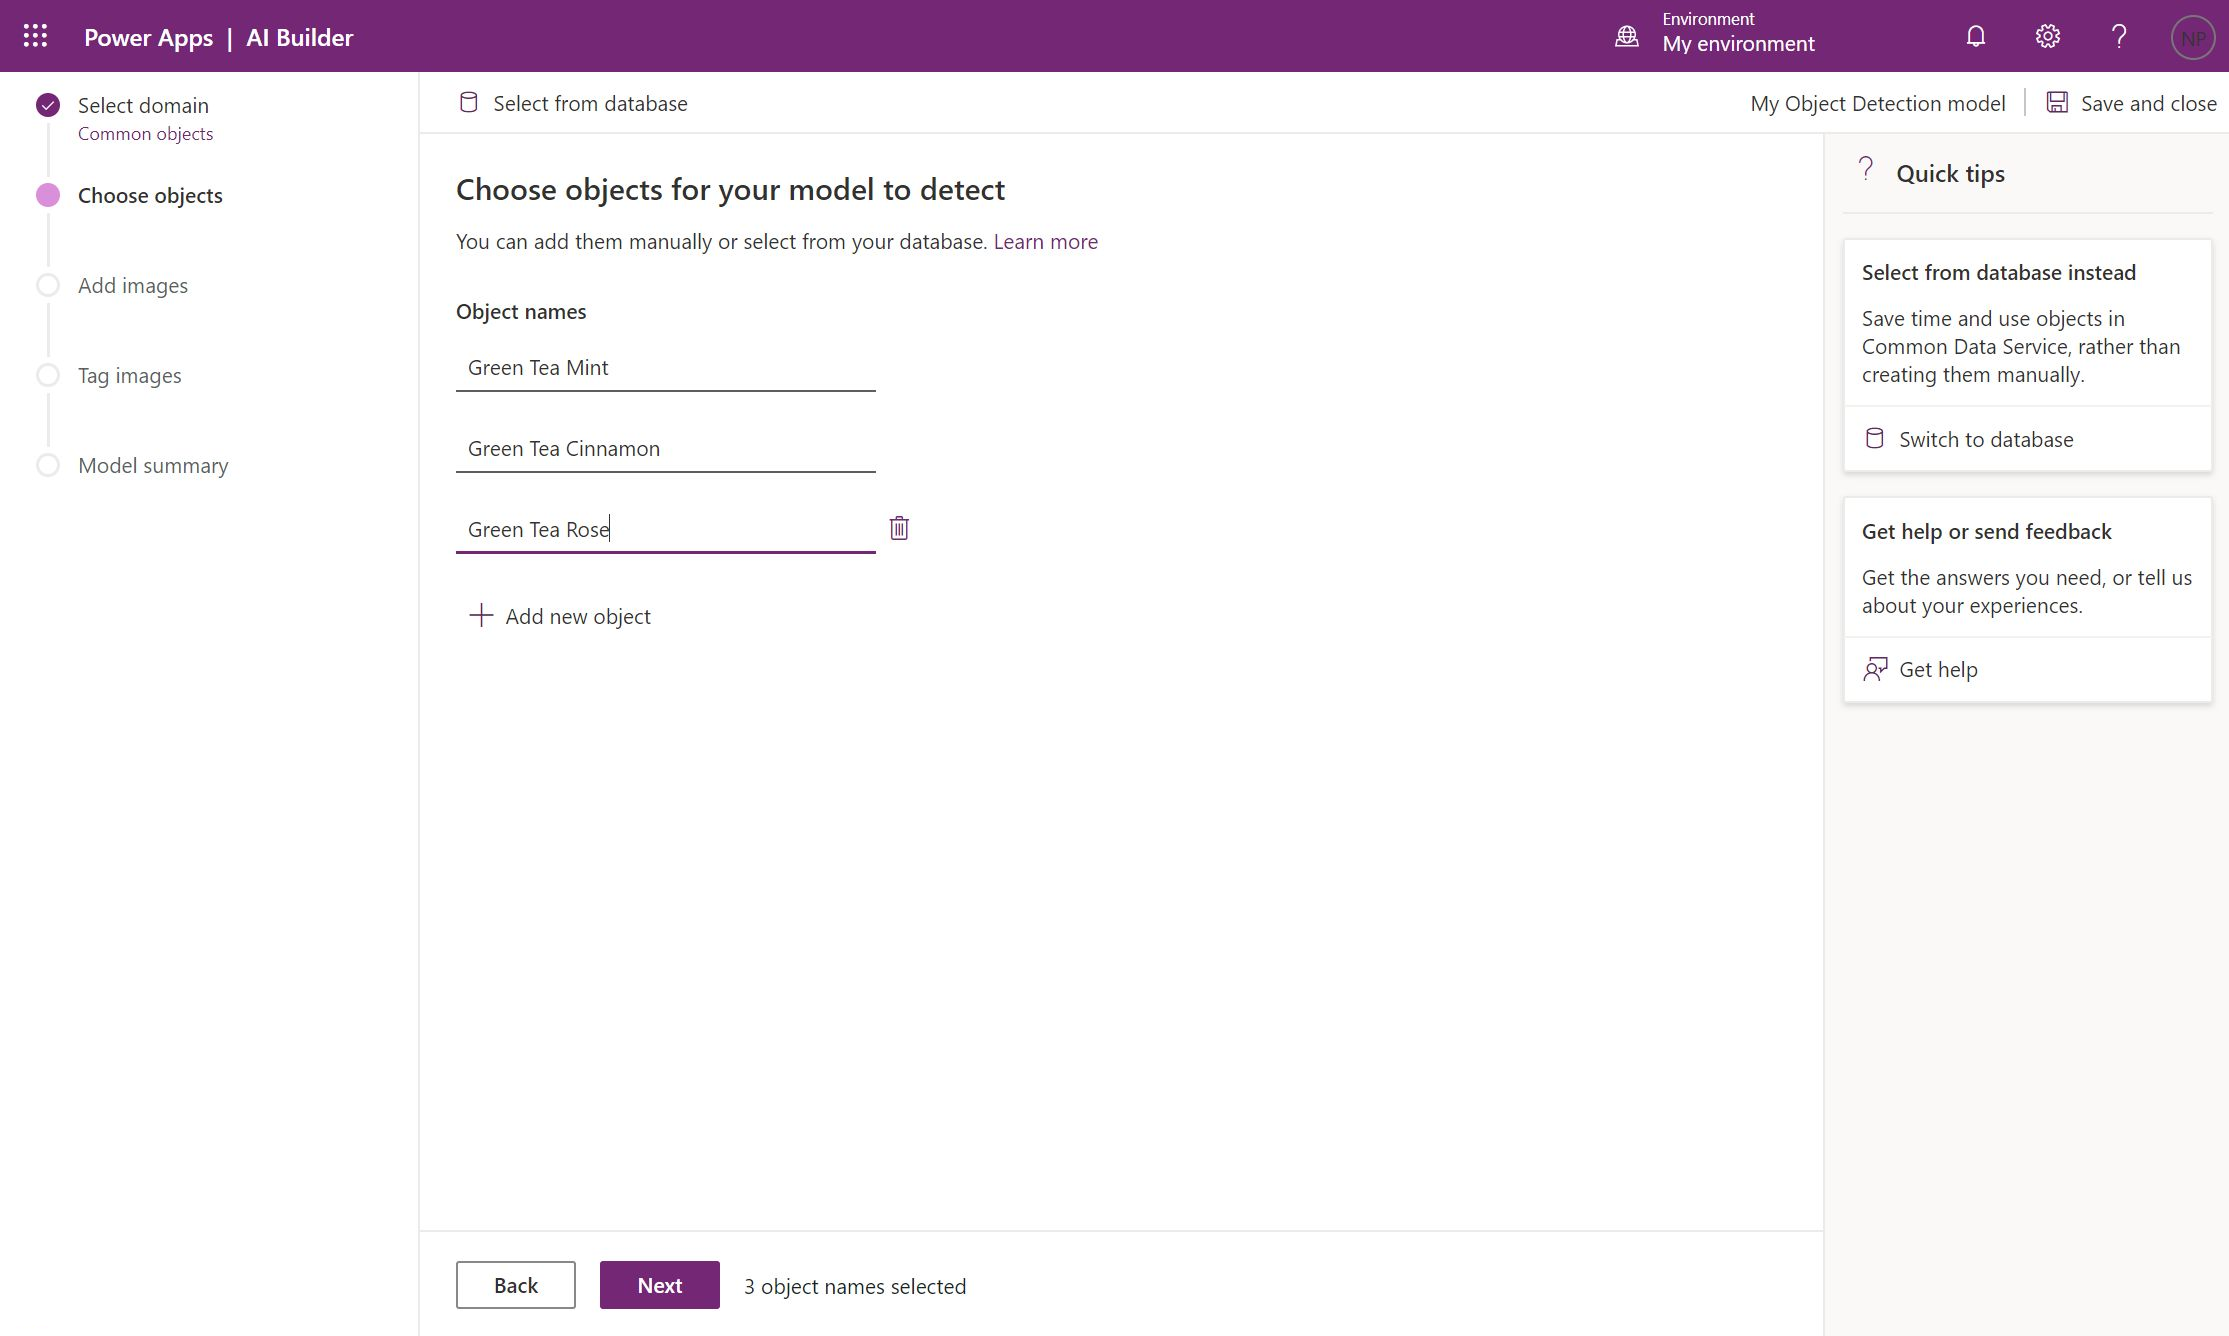 Power Apps | AI Builder
Environment
My environment
NP
Select domain
Common objects
Choose objects
Add images
Tag images
Model summary
Select from database
My Object Detection model
Save and close
Choose objects for your model to detect
You can add them manually or select from your database. Learn more
Object names
Green Tea Mint
Green Tea Cinnamon
Green Tea Rose
Add new object
Back
Next
3 object names selected
Quick tips
Select from database instead
Save time and use objects in
Common Data Service, rather than
creating them manually.
Switch to database
Get help or send feedback
Get the answers you need, or tell us
about your experiences.
Get help